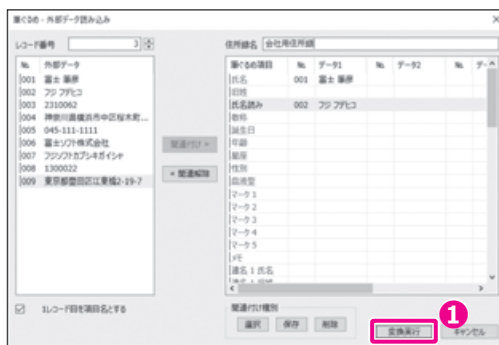 筆ぐるめ - 外部データ読み込み
レコード番号 3
住所録名 会社用住所録
№ 外部データ
001 富士 筆彦
002 フジ フデヒコ
003 2310062
004 神奈川県横浜市中区桜木町...
005 045-111-1111
006 富士ソフト株式会社
007 フジソフトカブシキガイシャ
008 1300022
009 東京都墨田区江東橋2-19-7
関連付け >
< 関連解除
筆ぐるめ項目 № データ1 № データ2 № データ
氏名 001 富士 筆彦
旧姓
氏名読み 002 フジ フデヒコ
敬称
誕生日
年齢
星座
性別
血液型
マーク1
マーク2
マーク3
マーク4
マーク5
メモ
連名 1 氏名
1レコード目を項目名とする
関連付け種別
選択 保存 削除
1
変換実行 キャンセル